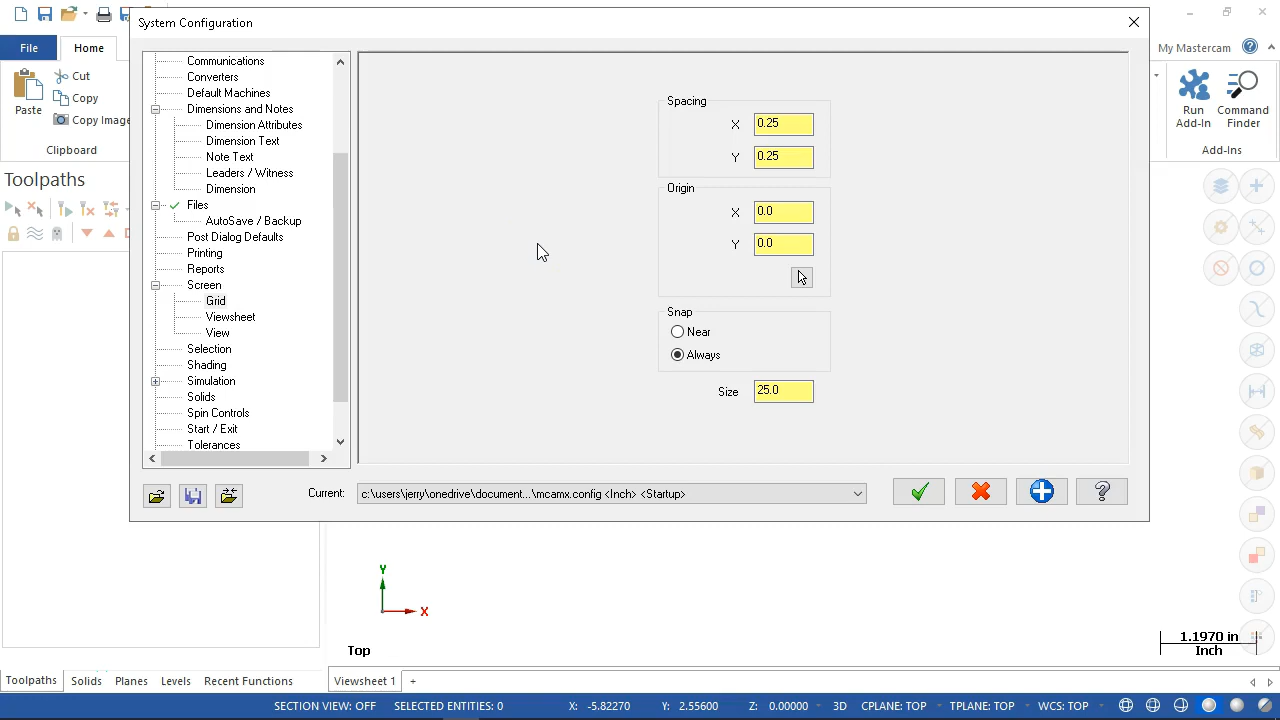 System Configuration
File
Home
My Mastercam
Paste
Cut
Copy
Copy Image
Clipboard
Run
Add-In
Command
Finder
Add-Ins
Toolpaths
Communications
Converters
Default Machines
Dimensions and Notes
Dimension Attributes
Dimension Text
Note Text
Leaders / Witness
Dimension
Files
AutoSave / Backup
Post Dialog Defaults
Printing
Reports
Screen
Grid
Viewsheet
View
Selection
Shading
Simulation
Solids
Spin Controls
Start / Exit
Tolerances
Spacing
X 0.25
Y 0.25
Origin
X 0.0
Y 0.0
Snap
Near
Always
Size 25.0
Current: c:\users\jerry\onedrive\document...\mcamx.config <Inch> <Startup>
Y
X
Top
1.1970 in
Inch
Toolpaths Solids Planes Levels Recent Functions
Viewsheet 1 +
SECTION VIEW: OFF SELECTED ENTITIES: 0 X: -5.82270 Y: 2.55600 Z: 0.00000 3D CPLANE: TOP TPLANE: TOP WCS: TOP